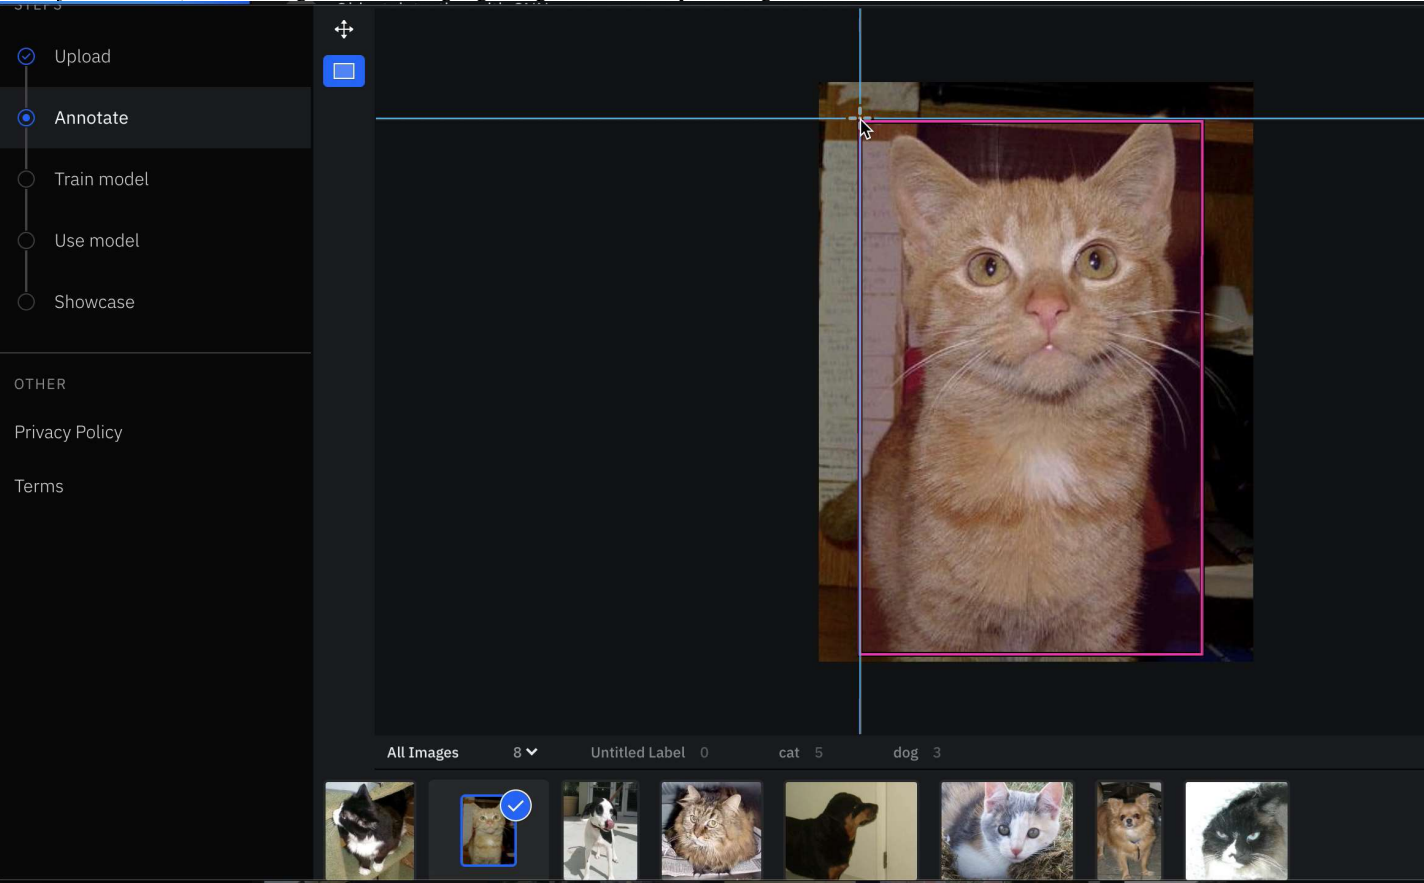 STEPS
Upload
Annotate
Train model
Use model
Showcase
OTHER
Privacy Policy
Terms
All Images 8 Untitled Label 0 cat 5 dog 3